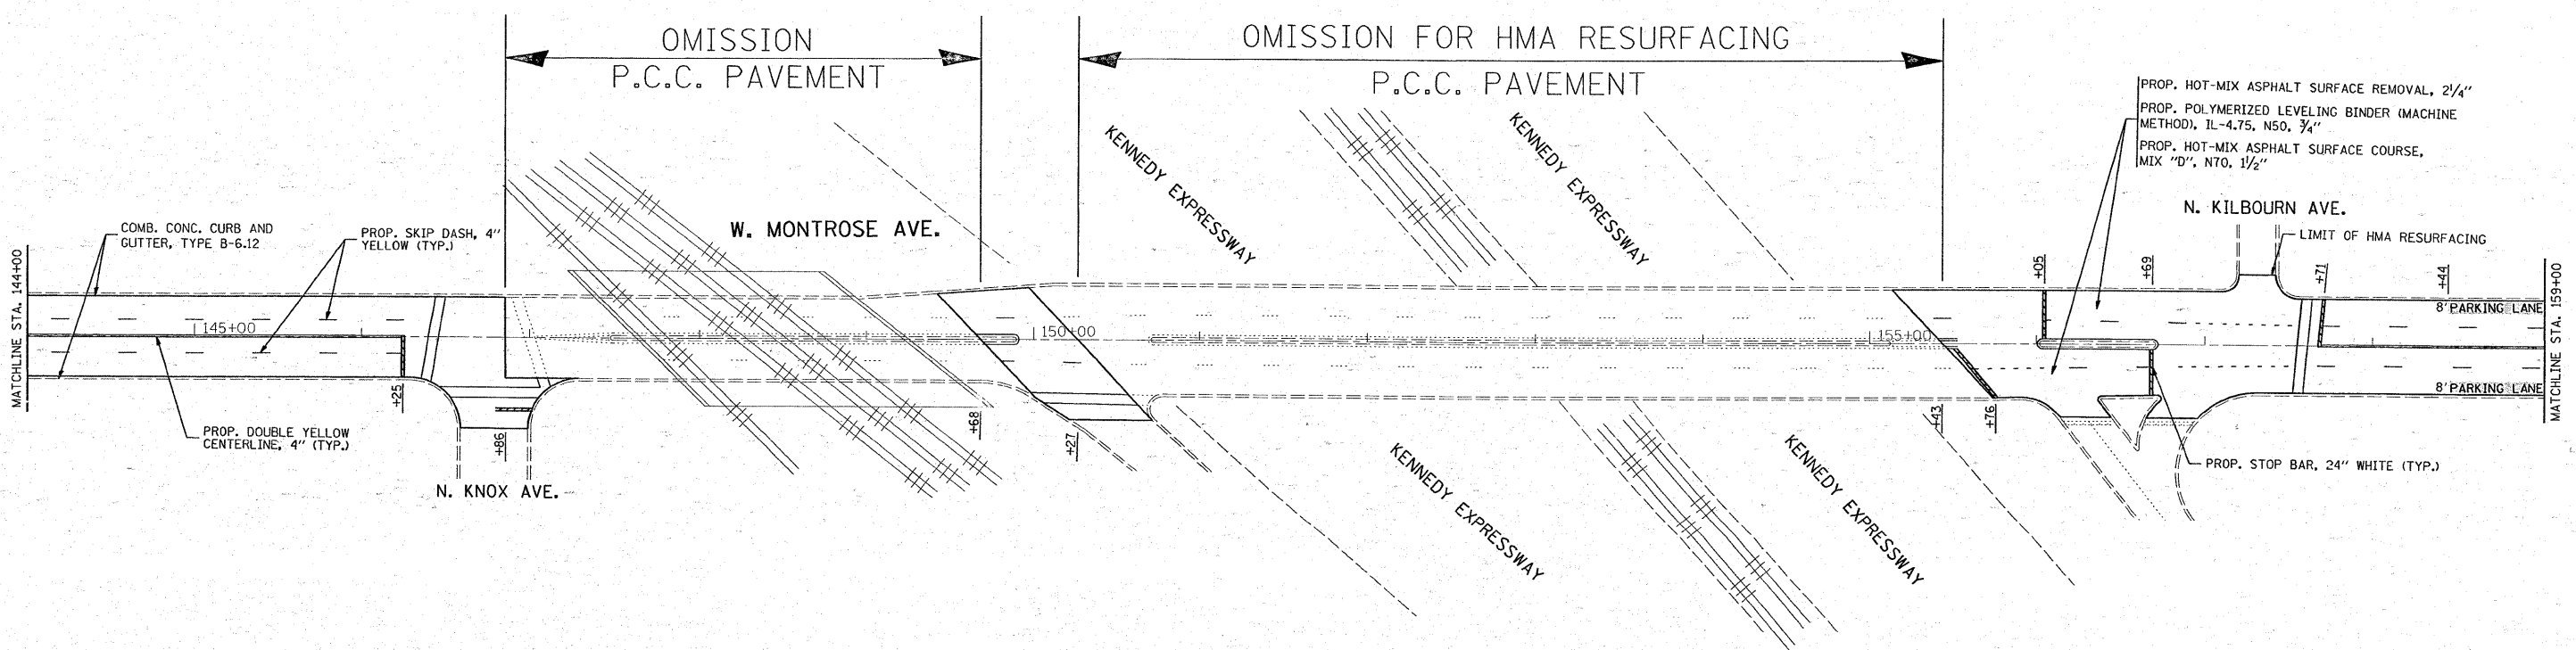 OMISSION
P.C.C. PAVEMENT
OMISSION FOR HMA RESURFACING
P.C.C. PAVEMENT
PROP. HOT-MIX ASPHALT SURFACE REMOVAL, 2 1/4"
PROP. POLYMERIZED LEVELING BINDER (MACHINE
METHOD), IL-4.75, N50, 3/4"
PROP. HOT-MIX ASPHALT SURFACE COURSE,
MIX "D", N70, 1 1/2"
KENNEDY EXPRESSWAY
KENNEDY EXPRESSWAY
N. KILBOURN AVE.
LIMIT OF HMA RESURFACING
W. MONTROSE AVE.
COMB. CONC. CURB AND
GUTTER, TYPE B-6.12
PROP. SKIP DASH, 4"
YELLOW (TYP.)
MATCHLINE STA. 144+00
+05
+69
+71
+44
MATCHLINE STA. 159+00
8' PARKING LANE
145+00
150+00
155+00
8' PARKING LANE
+25
+86
+68
+27
+43
+76
PROP. DOUBLE YELLOW
CENTERLINE, 4" (TYP.)
N. KNOX AVE.
KENNEDY EXPRESSWAY
KENNEDY EXPRESSWAY
PROP. STOP BAR, 24" WHITE (TYP.)